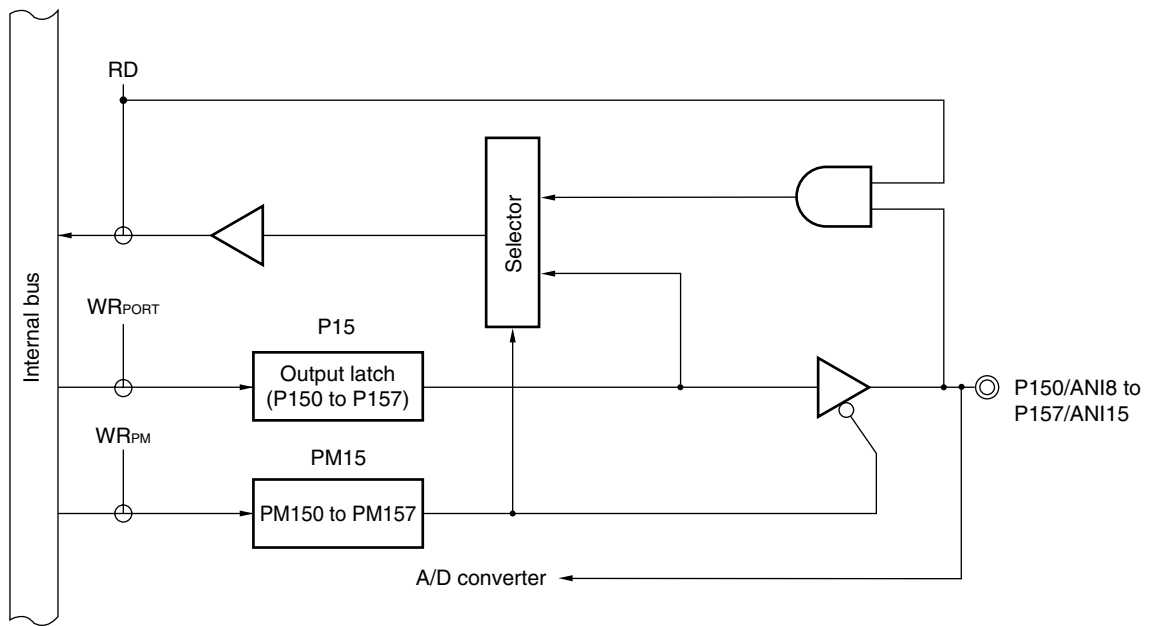 RD
Internal bus
Selector
WRPORT
P15
Output latch
(P150 to P157)
P150/ANI8 to
P157/ANI15
WRPM
PM15
PM150 to PM157
A/D converter